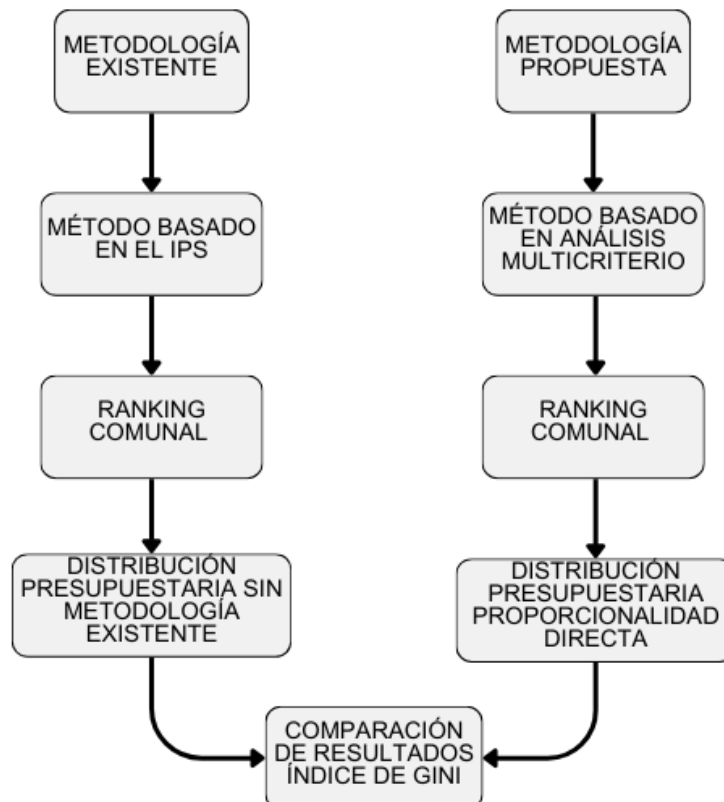 METODOLOGÍA
EXISTENTE
METODOLOGÍA
PROPUESTA
MÉTODO BASADO
EN EL IPS
MÉTODO BASADO
EN ANÁLISIS
MULTICRITERIO
RANKING
COMUNAL
RANKING
COMUNAL
DISTRIBUCIÓN
PRESUPUESTARIA SIN
METODOLOGÍA
EXISTENTE
DISTRIBUCIÓN
PRESUPUESTARIA
PROPORCIONALIDAD
DIRECTA
COMPARACIÓN
DE RESULTADOS
ÍNDICE DE GINI